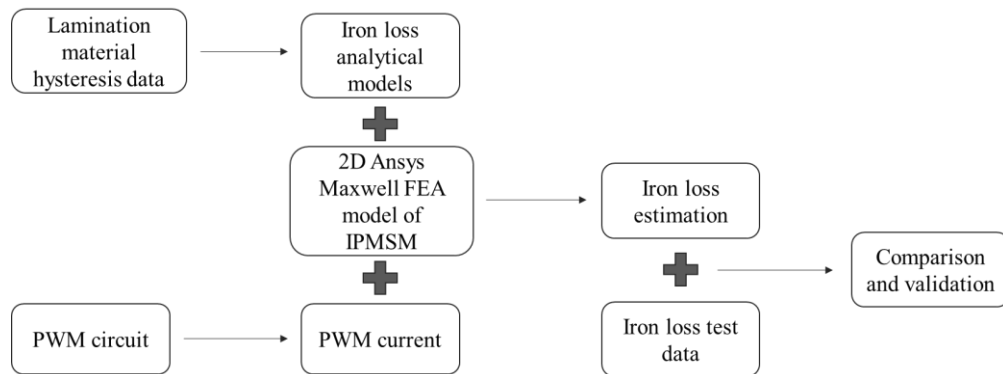 Lamination
material
hysteresis data
Iron loss
analytical
models
2D Ansys
Maxwell FEA
model of
IPMSM
Iron loss
estimation
Comparison
and validation
PWM circuit
PWM current
Iron loss test
data